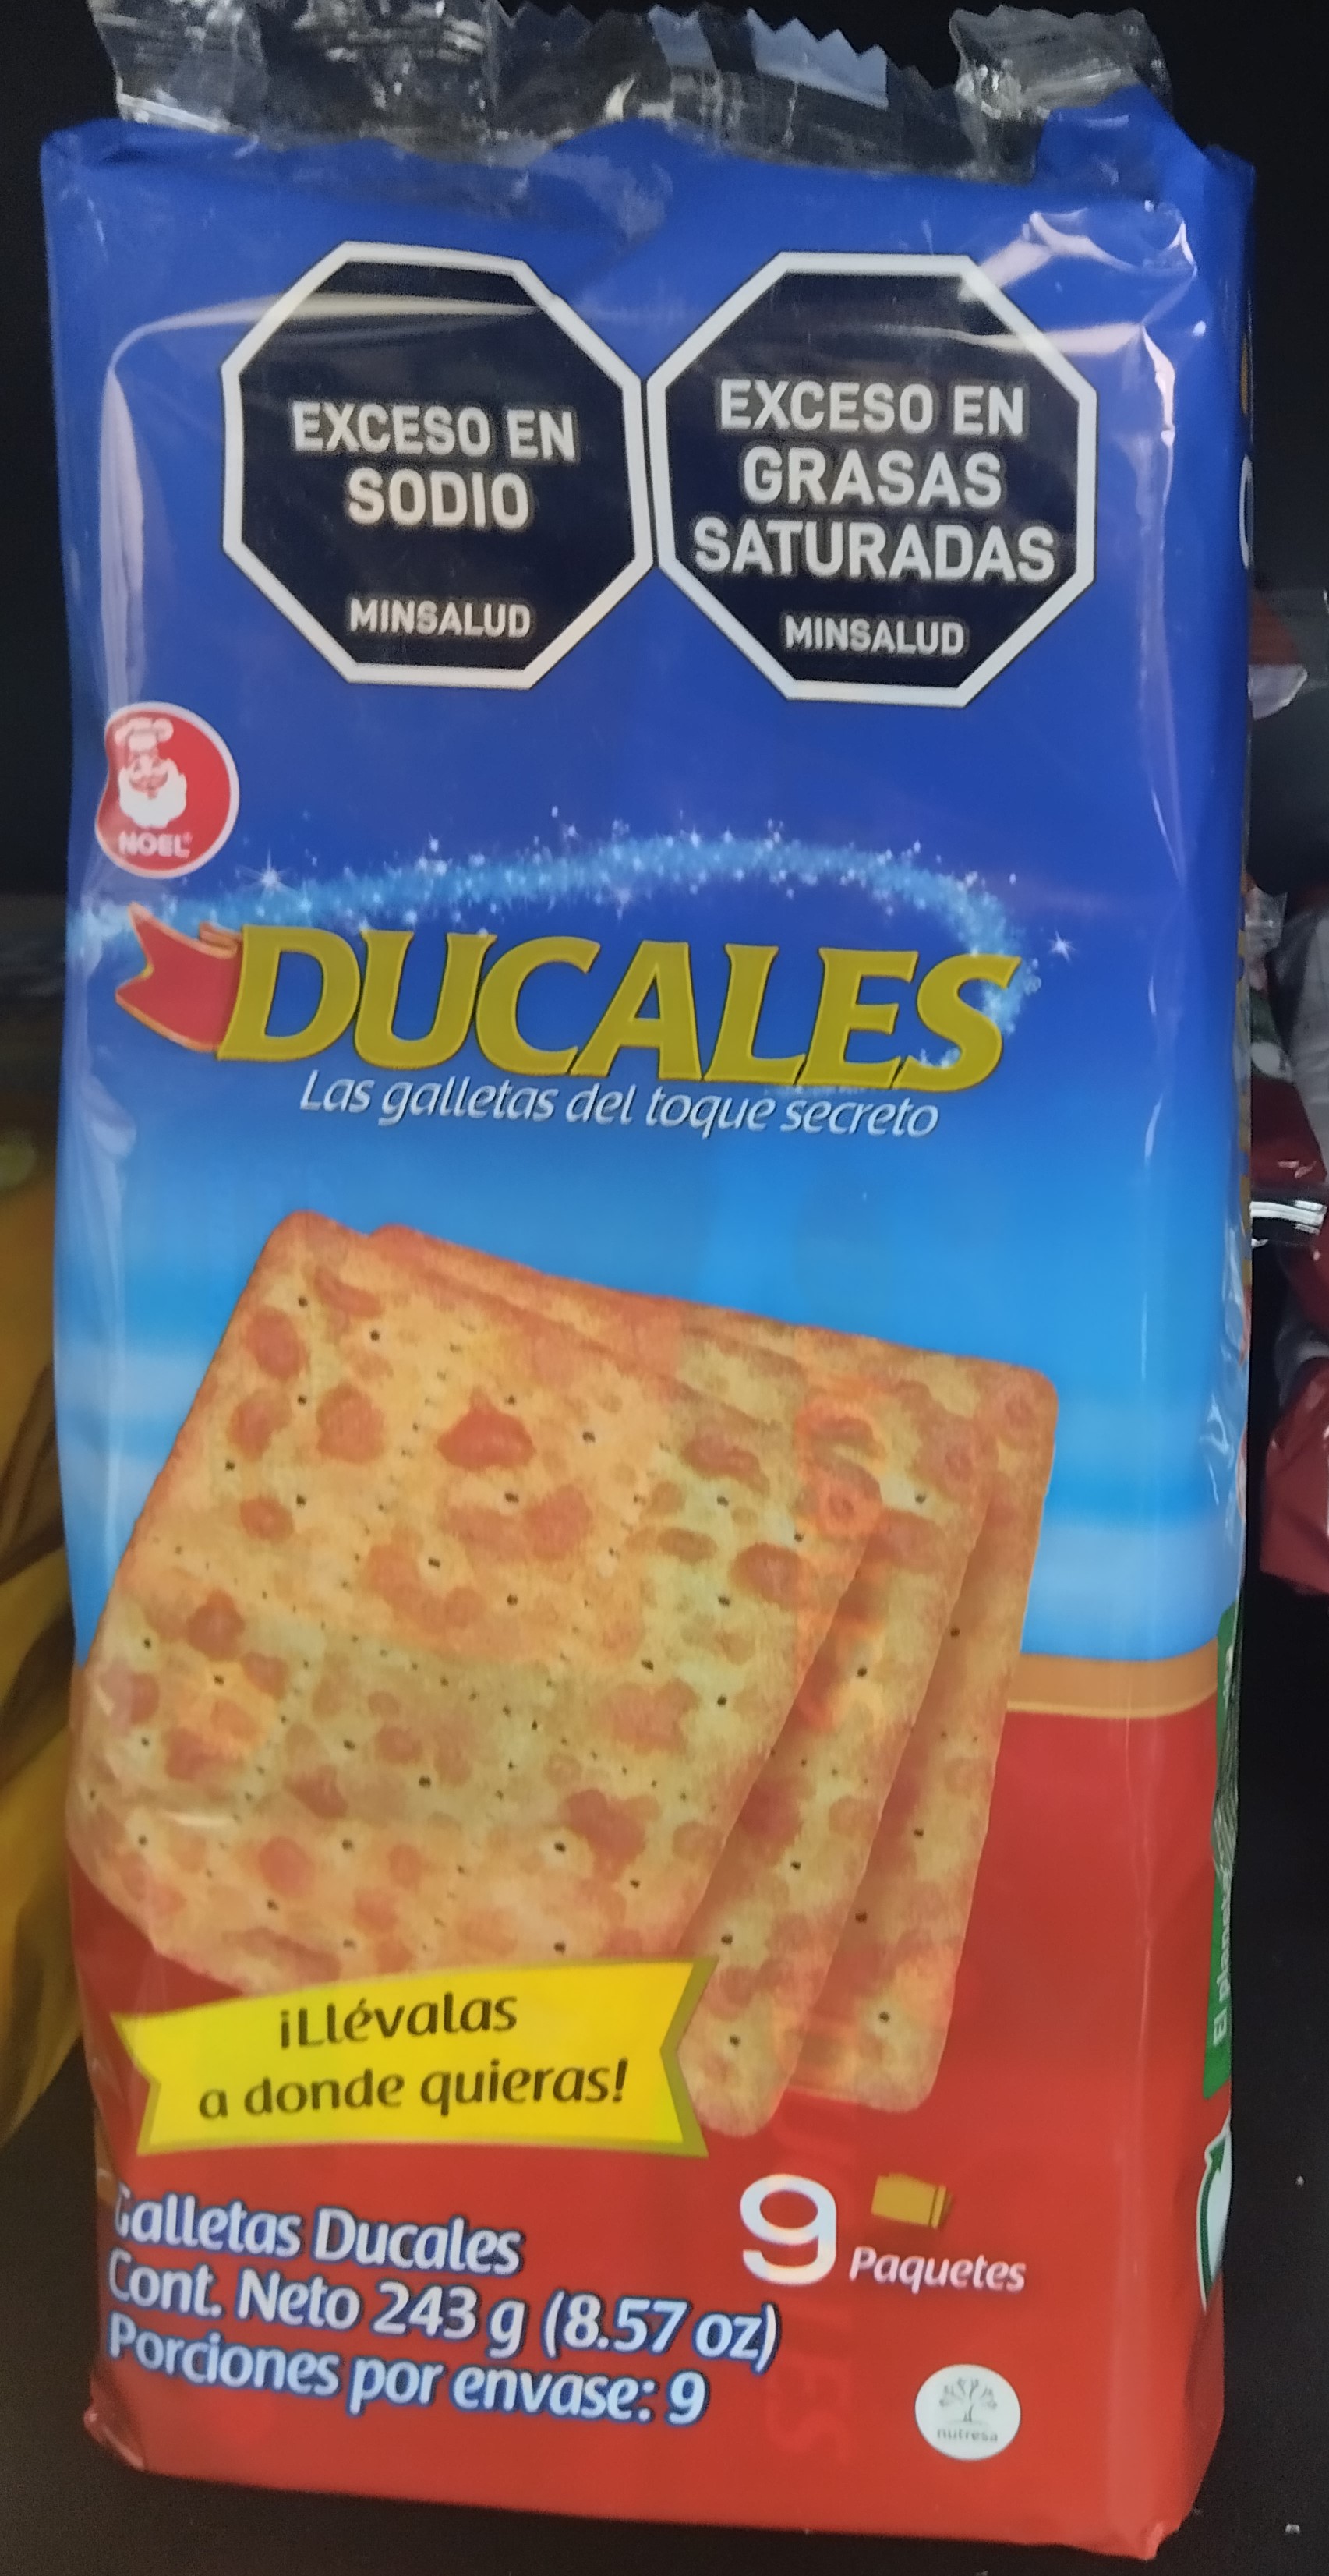 EXCESO EN
SODIO
MINSALUD
EXCESO EN
GRASAS
SATURADAS
MINSALUD
NOEL
DUCALES
Las galletas del toque secreto
¡Llévalas
a donde quieras!
9 Paquetes
Galletas Ducales
Cont. Neto 243 g (8.57 oz)
Porciones por envase: 9
nutresa
El